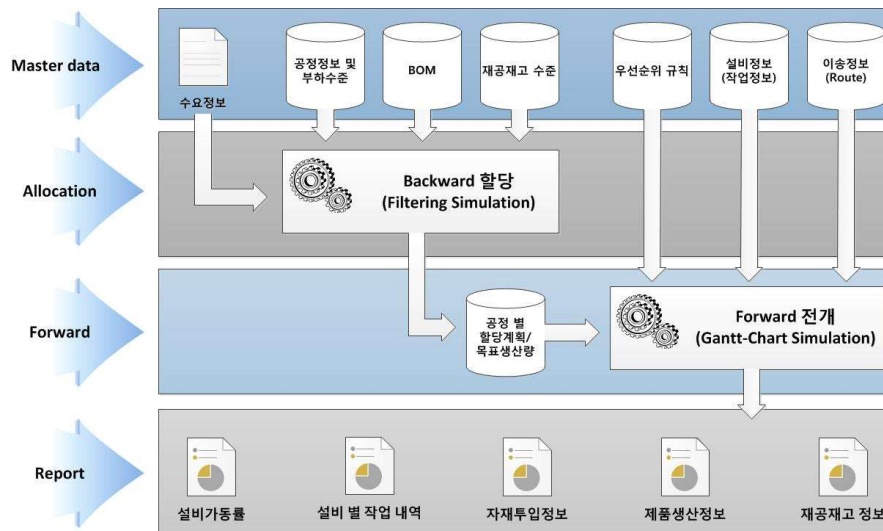 Master data
수요정보
공정정보 및
부하수준
BOM
재공재고 수준
우선순위 규칙
설비정보
(작업정보)
이송정보
(Route)
Allocation
Backward 할당
(Filtering Simulation)
Forward
공정 별
할당계획/
목표생산량
Forward 전개
(Gantt-Chart Simulation)
Report
설비가동률
설비 별 작업 내역
자재투입정보
제품생산정보
재공재고 정보